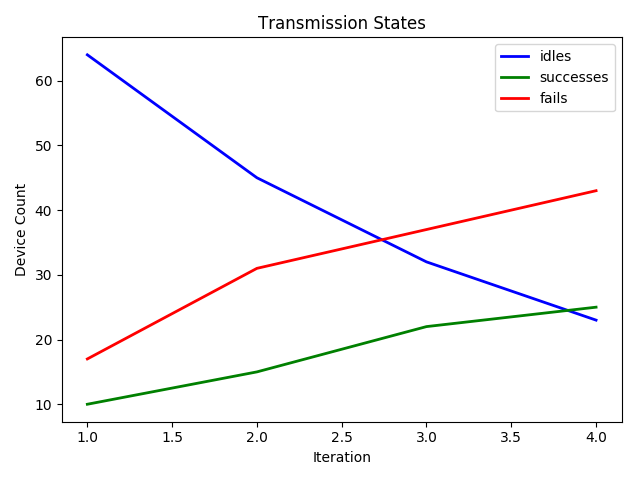 Transmission States
idles
successes
fails
60
50
40
30
20
10
Device Count
1.0 1.5 2.0 2.5 3.0 3.5 4.0
Iteration